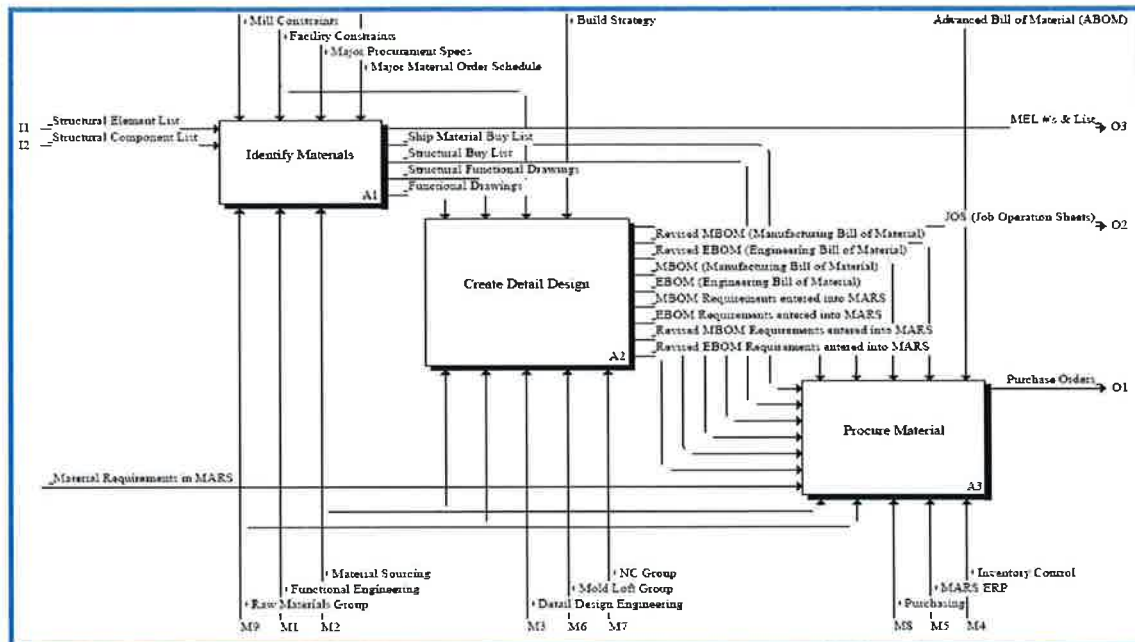 Mill Constraints
Facility Constraints
Major Procurament Specs
Major Material Order Schedule
Build Strategy
Advanced Bill of Material (ABOM)
I1 Structural Element List
I2 Structural Component List
Identify Materials
A1
Ship Material Buy List
Structural Buy List
Structural Functional Drawings
Functional Drawings
MEL #'s & List O3
JOS (Job Operation Sheets) O2
Create Detail Design
A2
Revised MBOM (Manufacturing Bill of Material)
Revised EBOM (Engineering Bill of Material)
MBOM (Manufacturing Bill of Material)
EBOM (Engineering Bill of Material)
MBOM Requirements entered into MARS
EBOM Requirements entered into MARS
Revised MBOM Requirements entered into MARS
Revised EBOM Requirements entered into MARS
Purchase Orders O1
Procure Material
A3
Material Requirements in MARS
Material Sourcing
Functional Engineering
Raw Materials Group
M9 M1 M2
NC Group
Mold Loft Group
Detail Design Engineering
M3 M6 M7
Inventory Control
MARS ERP
Purchasing
M8 M5 M4